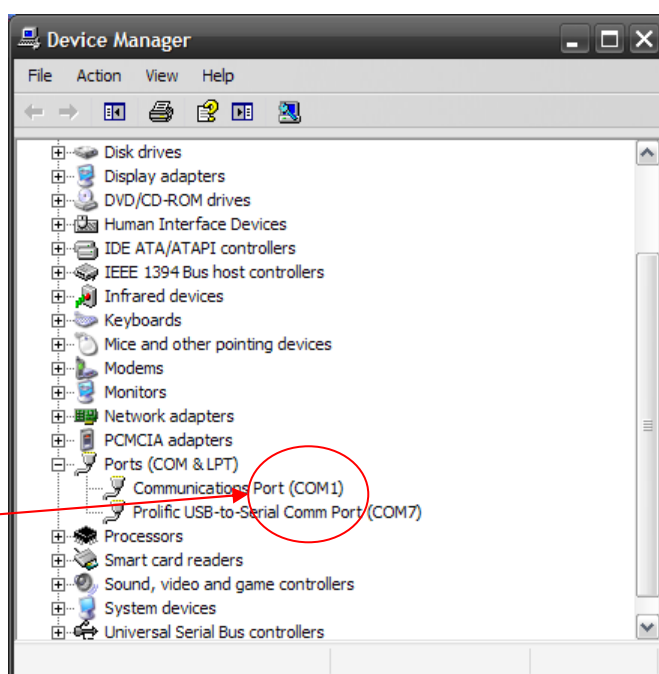 Device Manager
File Action View Help
Disk drives
Display adapters
DVD/CD-ROM drives
Human Interface Devices
IDE ATA/ATAPI controllers
IEEE 1394 Bus host controllers
Infrared devices
Keyboards
Mice and other pointing devices
Modems
Monitors
Network adapters
PCMCIA adapters
Ports (COM & LPT)
Communications Port (COM1)
Prolific USB-to-Serial Comm Port (COM7)
Processors
Smart card readers
Sound, video and game controllers
System devices
Universal Serial Bus controllers